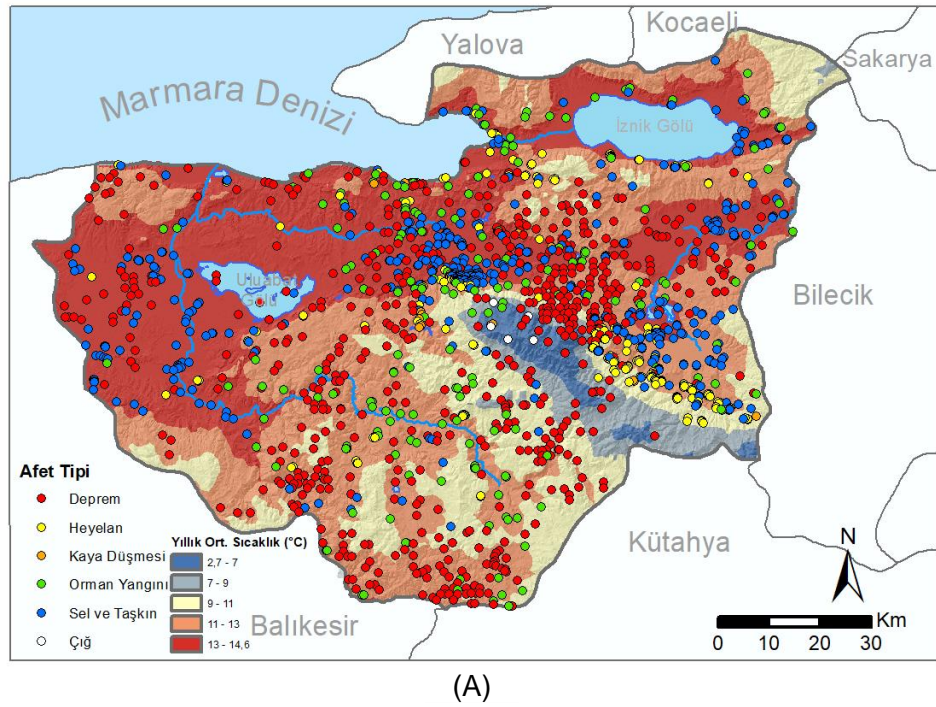 Kocaeli
Yalova
Sakarya
Marmara Denizi
İznik Gölü
Uluabat
Gölü
Bilecik
Kütahya
Balıkesir
Afet Tipi
Deprem
Heyelan
Kaya Düşmesi
Orman Yangını
Sel ve Taşkın
Çığ
Yıllık Ort. Sıcaklık (°C)
2,7 - 7
7 - 9
9 - 11
11 - 13
13 - 14,6
N
Km
0 10 20 30
(A)